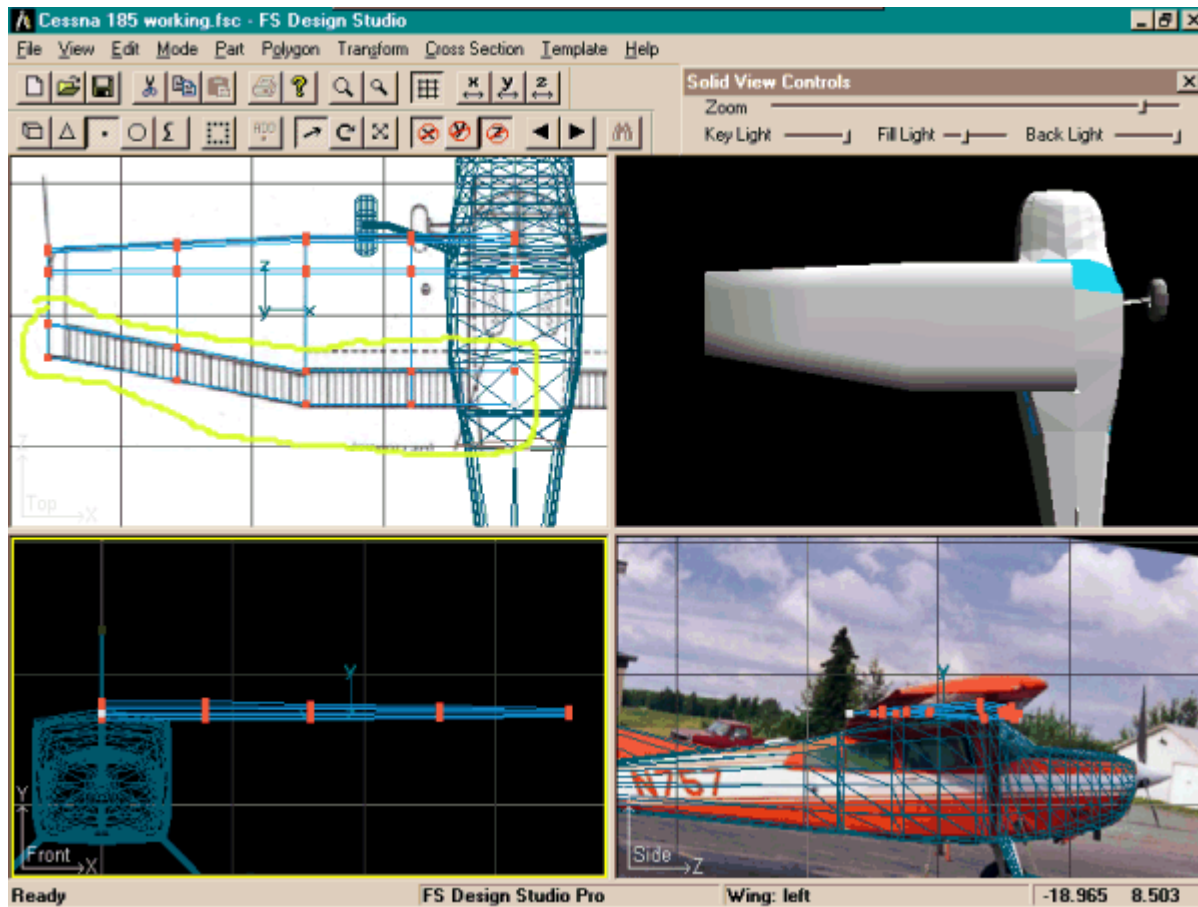 Cessna 185 working.fsc - FS Design Studio
File View Edit Mode Part Polygon Transform Cross Section Template Help
Solid View Controls
Zoom
Key Light Fill Light Back Light
ADD
x y z
x y z
z
y x
Z
Top X
Y
Y
Front X
Y
N757
Side Z
Ready FS Design Studio Pro Wing: left -18.965 8.503